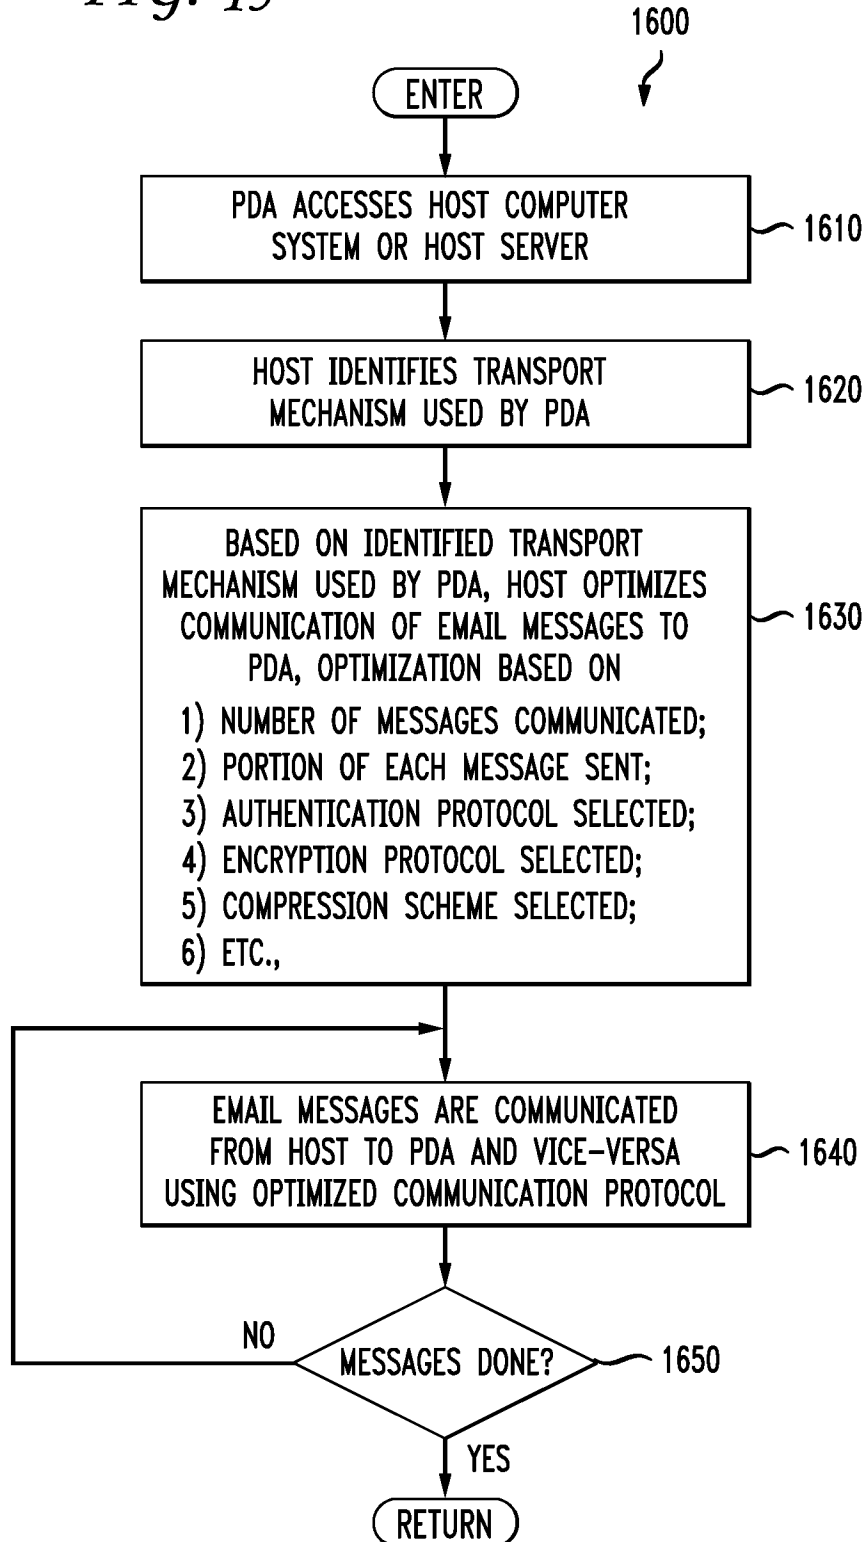 1600
ENTER
PDA ACCESSES HOST COMPUTER
SYSTEM OR HOST SERVER
1610
HOST IDENTIFIES TRANSPORT
MECHANISM USED BY PDA
1620
BASED ON IDENTIFIED TRANSPORT
MECHANISM USED BY PDA, HOST OPTIMIZES
COMMUNICATION OF EMAIL MESSAGES TO
PDA, OPTIMIZATION BASED ON
1) NUMBER OF MESSAGES COMMUNICATED;
2) PORTION OF EACH MESSAGE SENT;
3) AUTHENTICATION PROTOCOL SELECTED;
4) ENCRYPTION PROTOCOL SELECTED;
5) COMPRESSION SCHEME SELECTED;
6) ETC.,
1630
EMAIL MESSAGES ARE COMMUNICATED
FROM HOST TO PDA AND VICE-VERSA
USING OPTIMIZED COMMUNICATION PROTOCOL
1640
NO
MESSAGES DONE?
1650
YES
RETURN